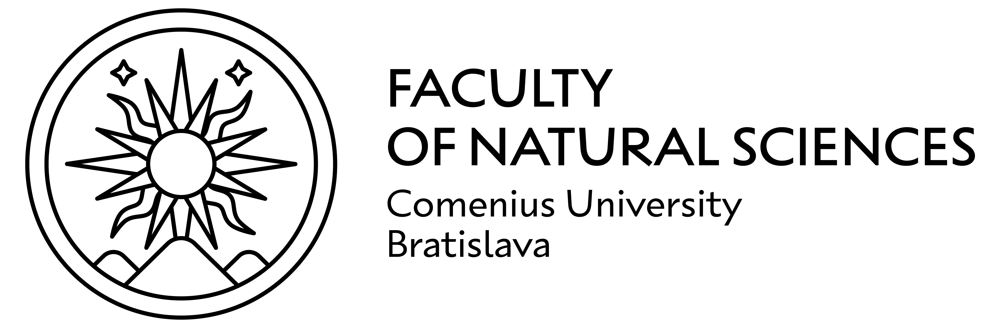 FACULTY
OF NATURAL SCIENCES
Comenius University
Bratislava